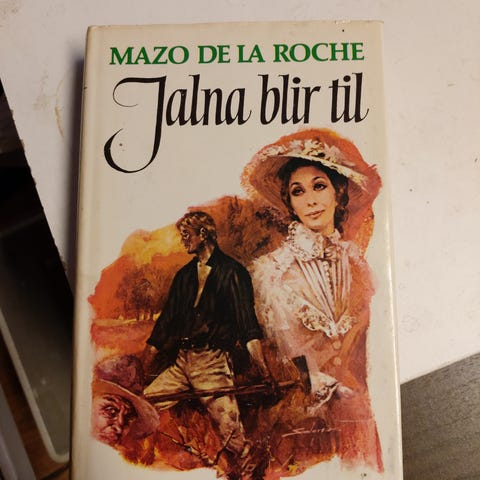 MAZO DE LA ROCHE
Jalna blir til